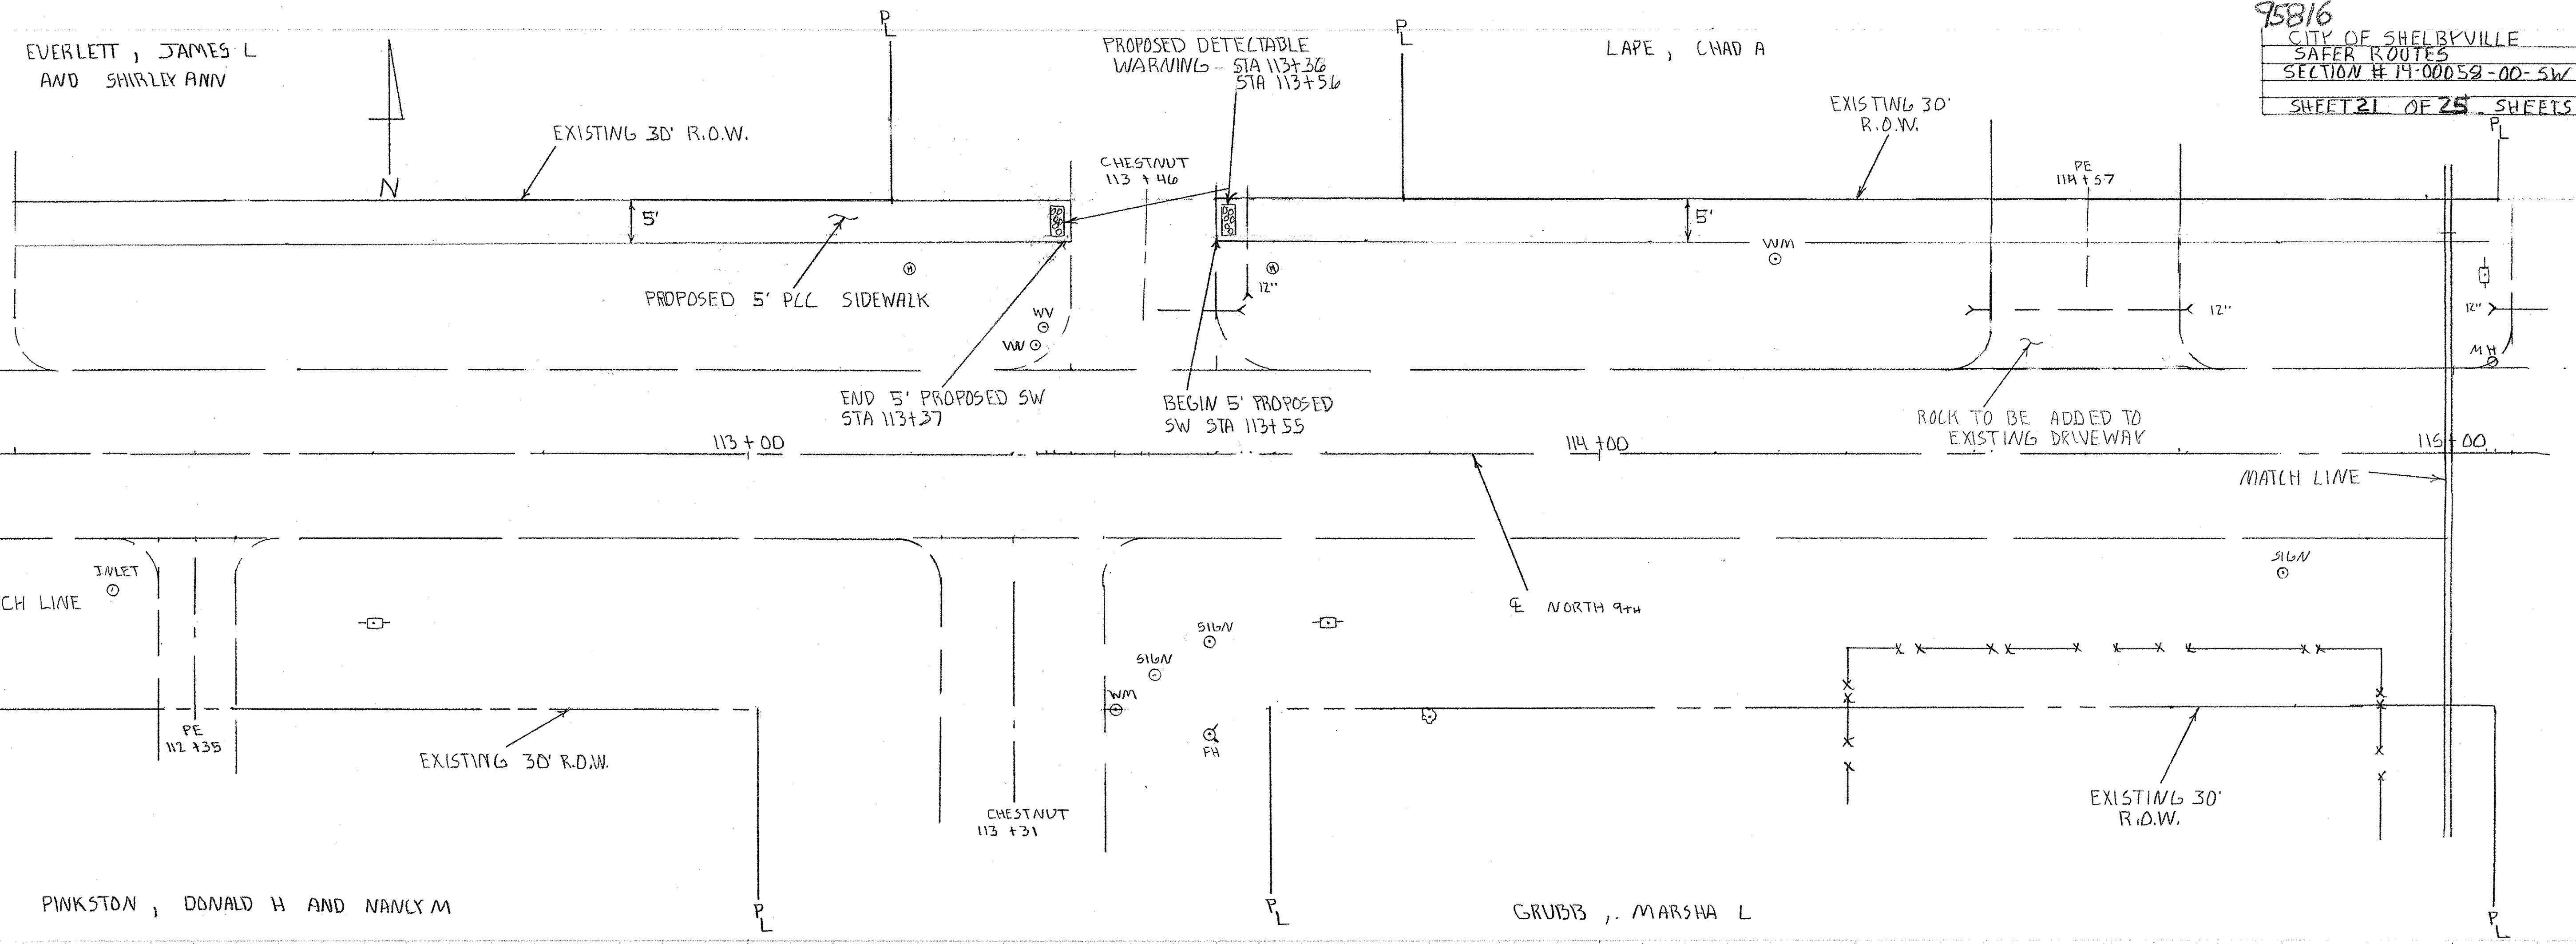 95816
CITY OF SHELBYVILLE
SAFER ROUTES
SECTION # 14-00058-00-SW
SHEET 21 OF 25 SHEETS
EVERLETT, JAMES L
AND SHIRLEY ANN
PL
PROPOSED DETECTABLE
WARNING - STA 113+36
STA 113+56
PL
LAPE, CHAD A
EXISTING 30'
R.O.W.
PL
EXISTING 30' R.O.W.
N
CHESTNUT
113 + 46
PE
114+57
5'
5'
WM
H
H
PROPOSED 5' PCC SIDEWALK
12"
WV
WV
12"
12"
MH
END 5' PROPOSED SW
STA 113+37
BEGIN 5' PROPOSED
SW STA 113+55
ROCK TO BE ADDED TO
EXISTING DRIVEWAY
113+00
114+00
115+00
MATCH LINE
INLET
SIGN
CH LINE
℄ NORTH 9TH
SIGN
SIGN
WM
PE
112+35
EXISTING 30' R.O.W.
FH
CHESTNUT
113 +31
EXISTING 30'
R.O.W.
PINKSTON, DONALD H AND NANCY M
PL
PL
GRUBB,. MARSHA L
PL